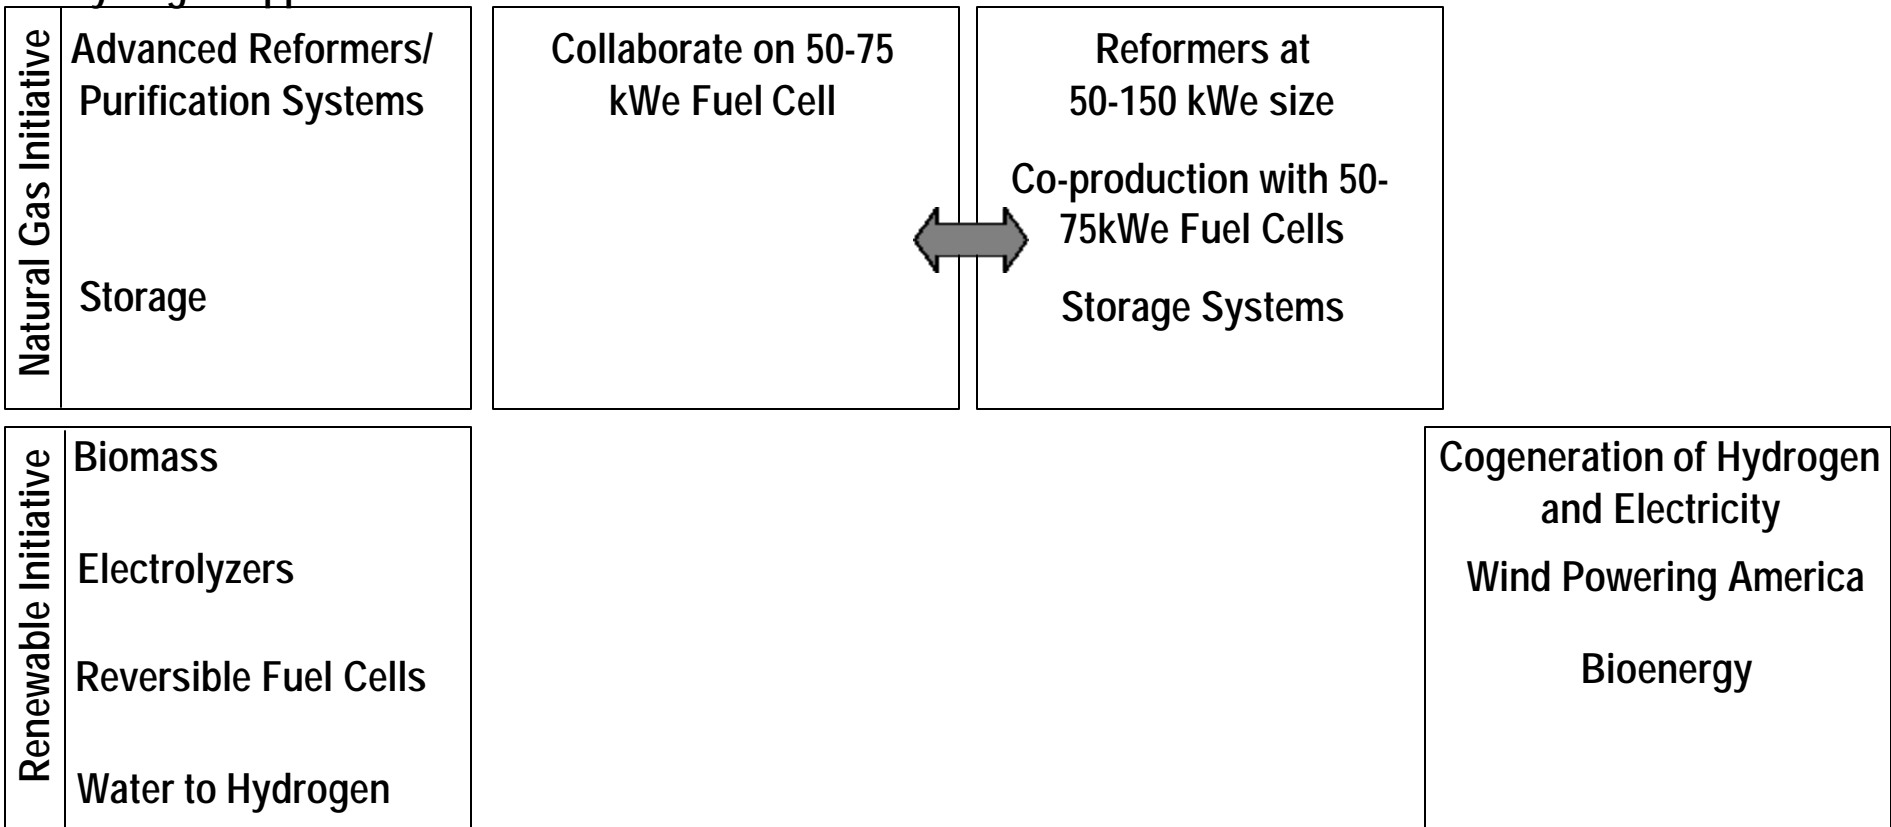 Natural Gas Initiative
Advanced Reformers/
Purification Systems
Storage
Collaborate on 50-75
kWe Fuel Cell
Reformers at
50-150 kWe size
Co-production with 50-
75kWe Fuel Cells
Storage Systems
Renewable Initiative
Biomass
Electrolyzers
Reversible Fuel Cells
Water to Hydrogen
Cogeneration of Hydrogen
and Electricity
Wind Powering America
Bioenergy